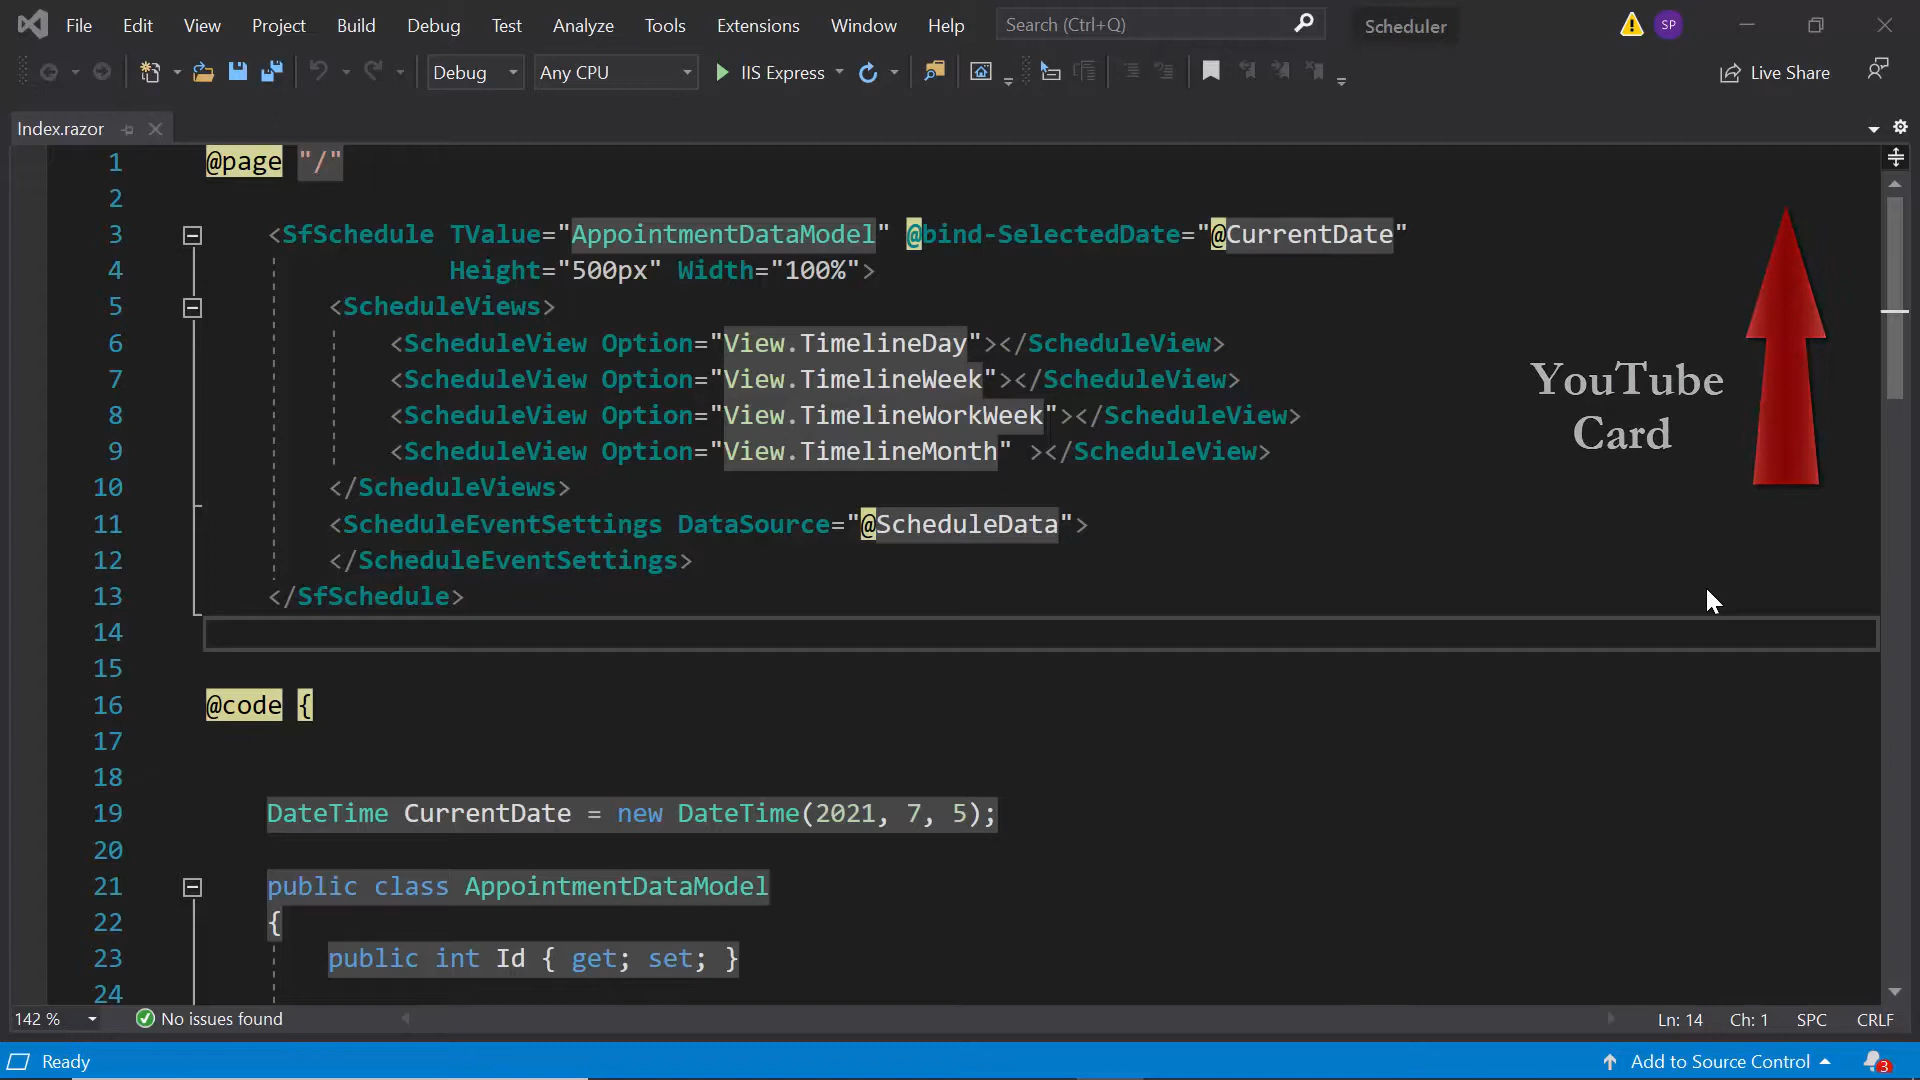 File Edit View Project Build Debug Test Analyze Tools Extensions Window Help Search (Ctrl+Q) Scheduler SP
Debug Any CPU IIS Express Live Share
Index.razor
1 @page "/"
2
3 <SfSchedule TValue="AppointmentDataModel" @bind-SelectedDate="@CurrentDate"
4 Height="500px" Width="100%">
5 <ScheduleViews>
6 <ScheduleView Option="View.TimelineDay"></ScheduleView>
7 <ScheduleView Option="View.TimelineWeek"></ScheduleView>
8 <ScheduleView Option="View.TimelineWorkWeek"></ScheduleView>
9 <ScheduleView Option="View.TimelineMonth" ></ScheduleView>
10 </ScheduleViews>
11 <ScheduleEventSettings DataSource="@ScheduleData">
12 </ScheduleEventSettings>
13 </SfSchedule>
14
15
16 @code {
17
18
19 DateTime CurrentDate = new DateTime(2021, 7, 5);
20
21 public class AppointmentDataModel
22 {
23 public int Id { get; set; }
24
YouTube
Card
142 % No issues found Ln: 14 Ch: 1 SPC CRLF
Ready Add to Source Control 3